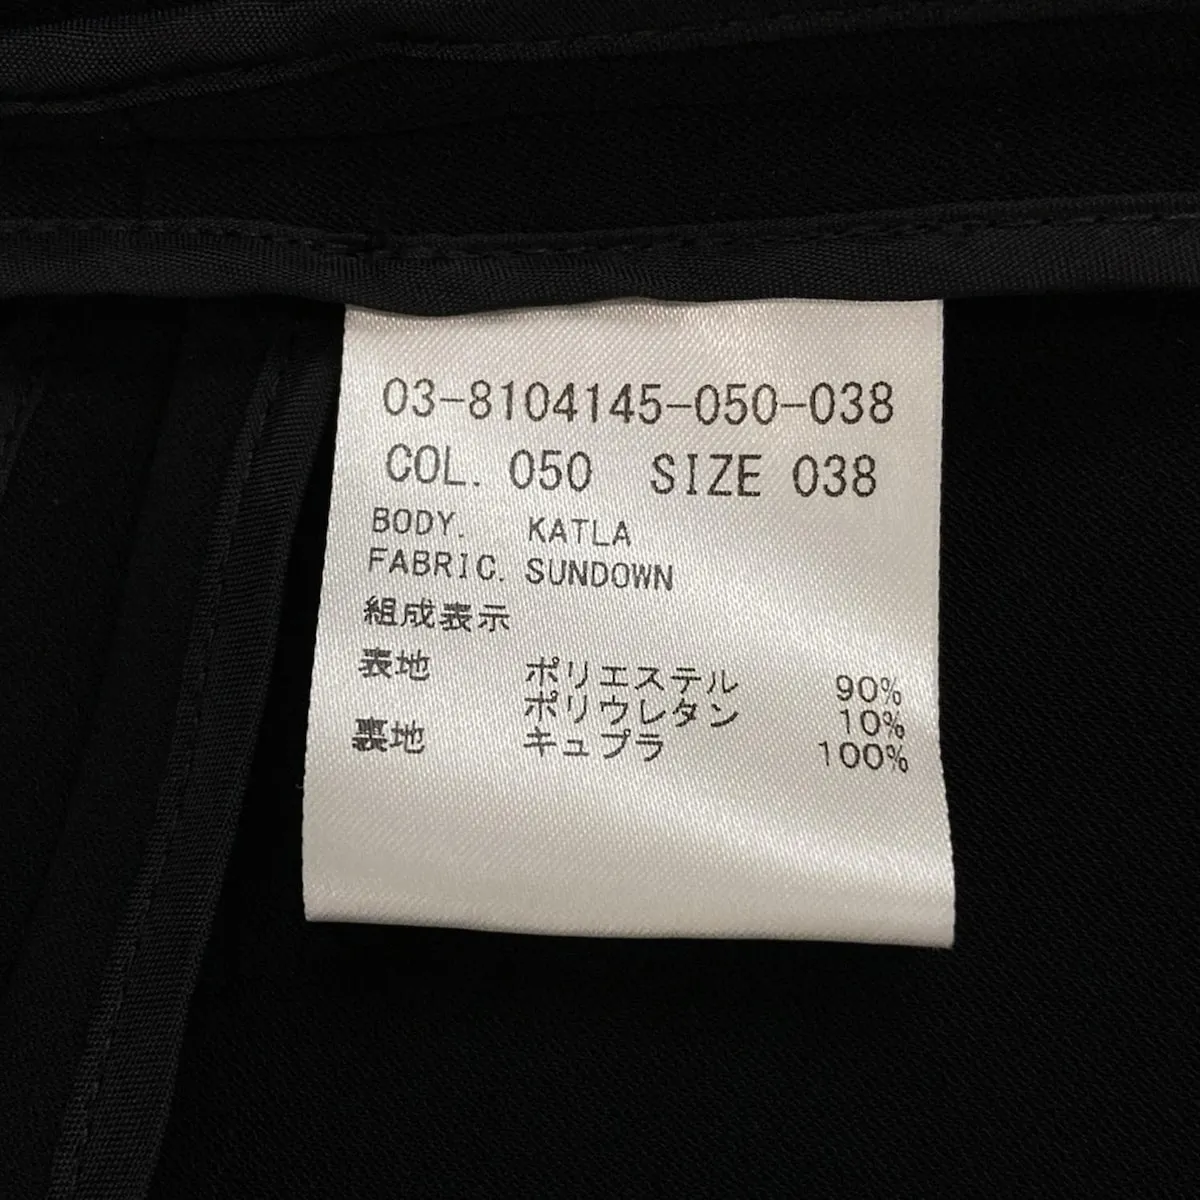 03-8104145-050-038
COL. 050 SIZE 038
BODY. KATLA
FABRIC. SUNDOWN
組成表示
表地 ポリエステル 90%
ポリウレタン 10%
裏地 キュプラ 100%